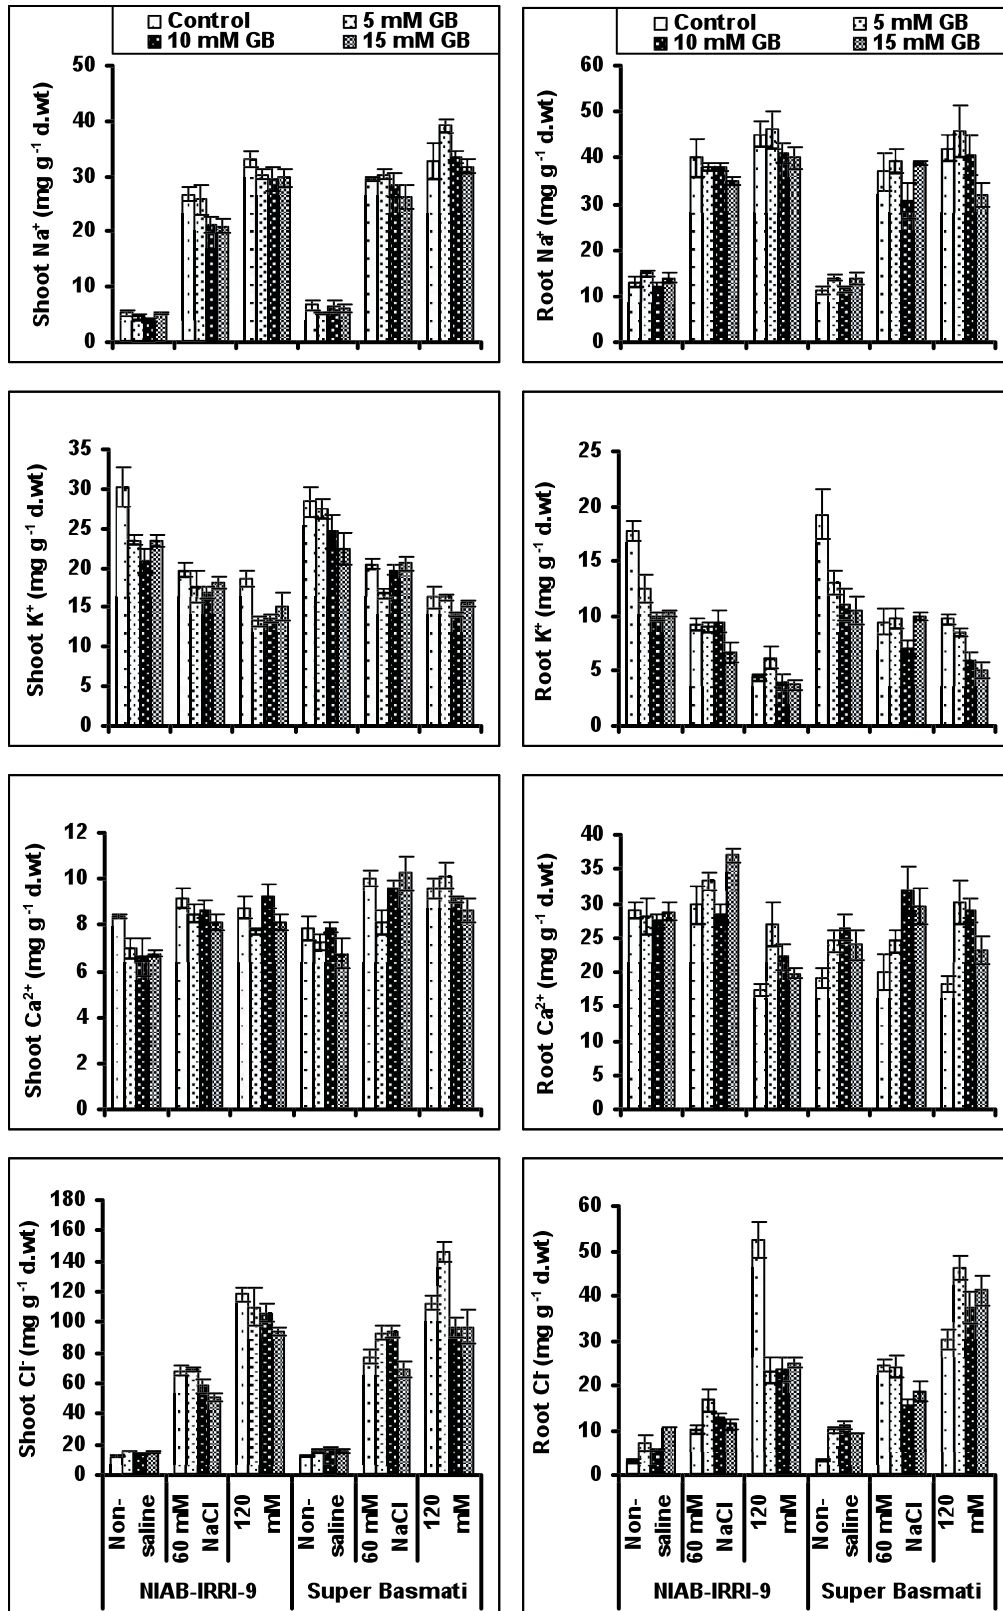 Control 5 mM GB
10 mM GB 15 mM GB
Shoot Na⁺ (mg g⁻¹ d.wt)
50
40
30
20
10
0
Control 5 mM GB
10 mM GB 15 mM GB
Root Na⁺ (mg g⁻¹ d.wt)
60
50
40
30
20
10
0
Shoot K⁺ (mg g⁻¹ d.wt)
35
30
25
20
15
10
5
0
Root K⁺ (mg g⁻¹ d.wt)
25
20
15
10
5
0
Shoot Ca²⁺ (mg g⁻¹ d.wt)
12
10
8
6
4
2
0
Root Ca²⁺ (mg g⁻¹ d.wt)
40
35
30
25
20
15
10
5
0
Shoot Cl⁻ (mg g⁻¹ d.wt)
180
160
140
120
100
80
60
40
20
0
Non-
saline
60 mM
NaCl
120
mM
Non-
saline
60 mM
NaCl
120
mM
NIAB-IRRI-9 Super Basmati
Root Cl⁻ (mg g⁻¹ d.wt)
60
50
40
30
20
10
0
Non-
saline
60 mM
NaCl
120
mM
Non-
saline
60 mM
NaCl
120
mM
NIAB-IRRI-9 Super Basmati